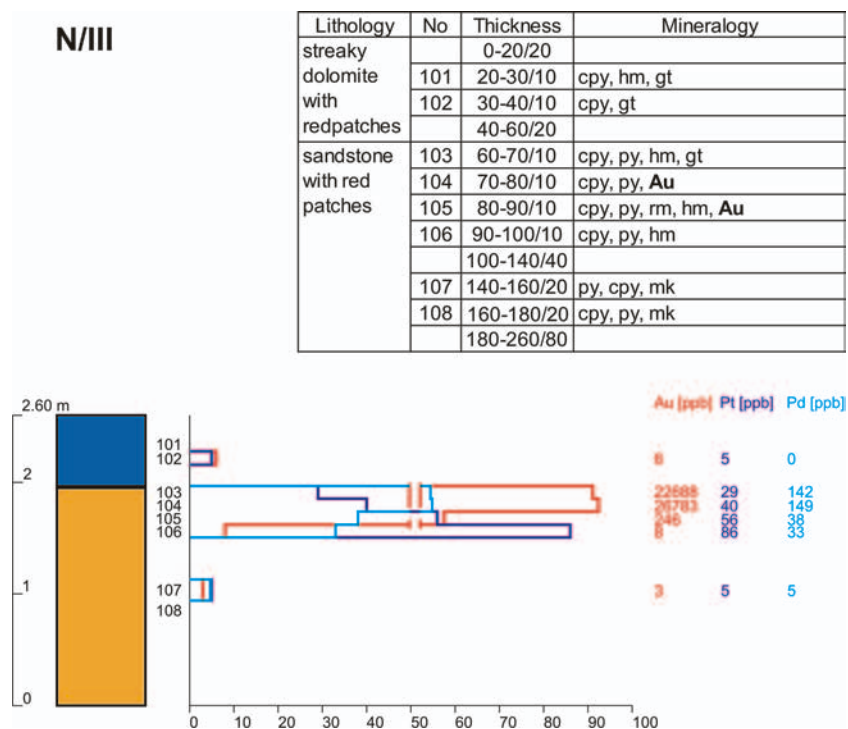 N/III
Lithology No Thickness Mineralogy
streaky 0-20/20
dolomite 101 20-30/10 cpy, hm, gt
with 102 30-40/10 cpy, gt
redpatches 40-60/20
sandstone 103 60-70/10 cpy, py, hm, gt
with red 104 70-80/10 cpy, py, Au
patches 105 80-90/10 cpy, py, rm, hm, Au
106 90-100/10 cpy, py, hm
100-140/40
107 140-160/20 py, cpy, mk
108 160-180/20 cpy, py, mk
180-260/80
2.60 m Au [ppb] Pt [ppb] Pd [ppb]
101
102 5 0
2
103 22688 29 142
104 26783 40 149
105 246 56 38
106 8 86 33
1
107 3 5 5
108
0
0 10 20 30 40 50 60 70 80 90 100